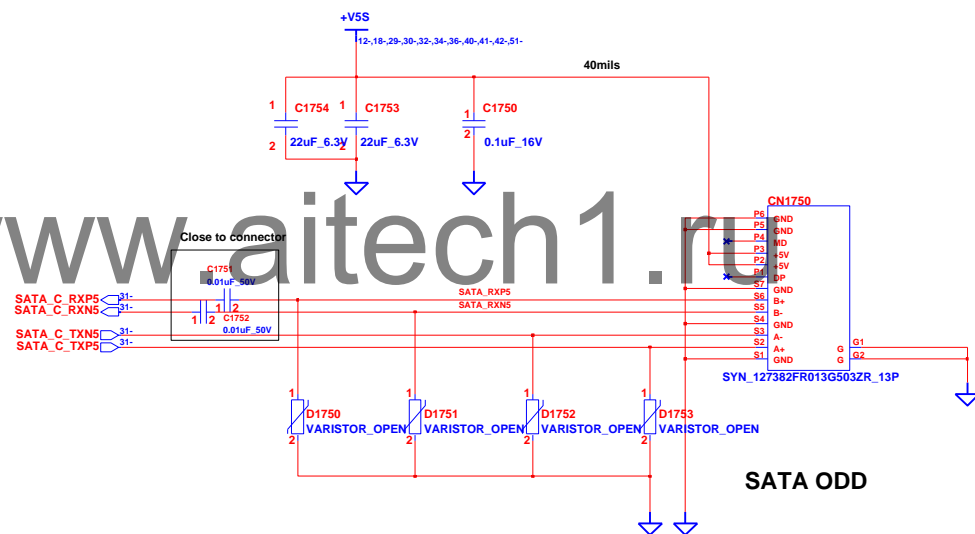 +V5S
12-,18-,29-,30-,32-,34-,36-,40-,41-,42-,51-
40mils
1 C1754 1 C1753 1 C1750
2 22uF_6.3V 2 22uF_6.3V 2 0.1uF_16V
www.aitech1.ru
CN1750
P6 GND
P5 GND
P4 MD
P3 +5V
P2 +5V
P1 DP
S7 GND
S6 B+
S5 B-
S4 GND
S3 A-
S2 A+
S1 GND
G G1
G G2
SYN_127382FR013G503ZR_13P
Close to connector
C1751
0.01uF_50V
1 2
1 2
C1752
0.01uF_50V
SATA_C_RXP5 31- SATA_RXP5
SATA_C_RXN5 31- SATA_RXN5
SATA_C_TXN5 31-
SATA_C_TXP5 31-
1 1 1 1
D1750 D1751 D1752 D1753
VARISTOR_OPEN VARISTOR_OPEN VARISTOR_OPEN VARISTOR_OPEN
2 2 2 2
SATA ODD